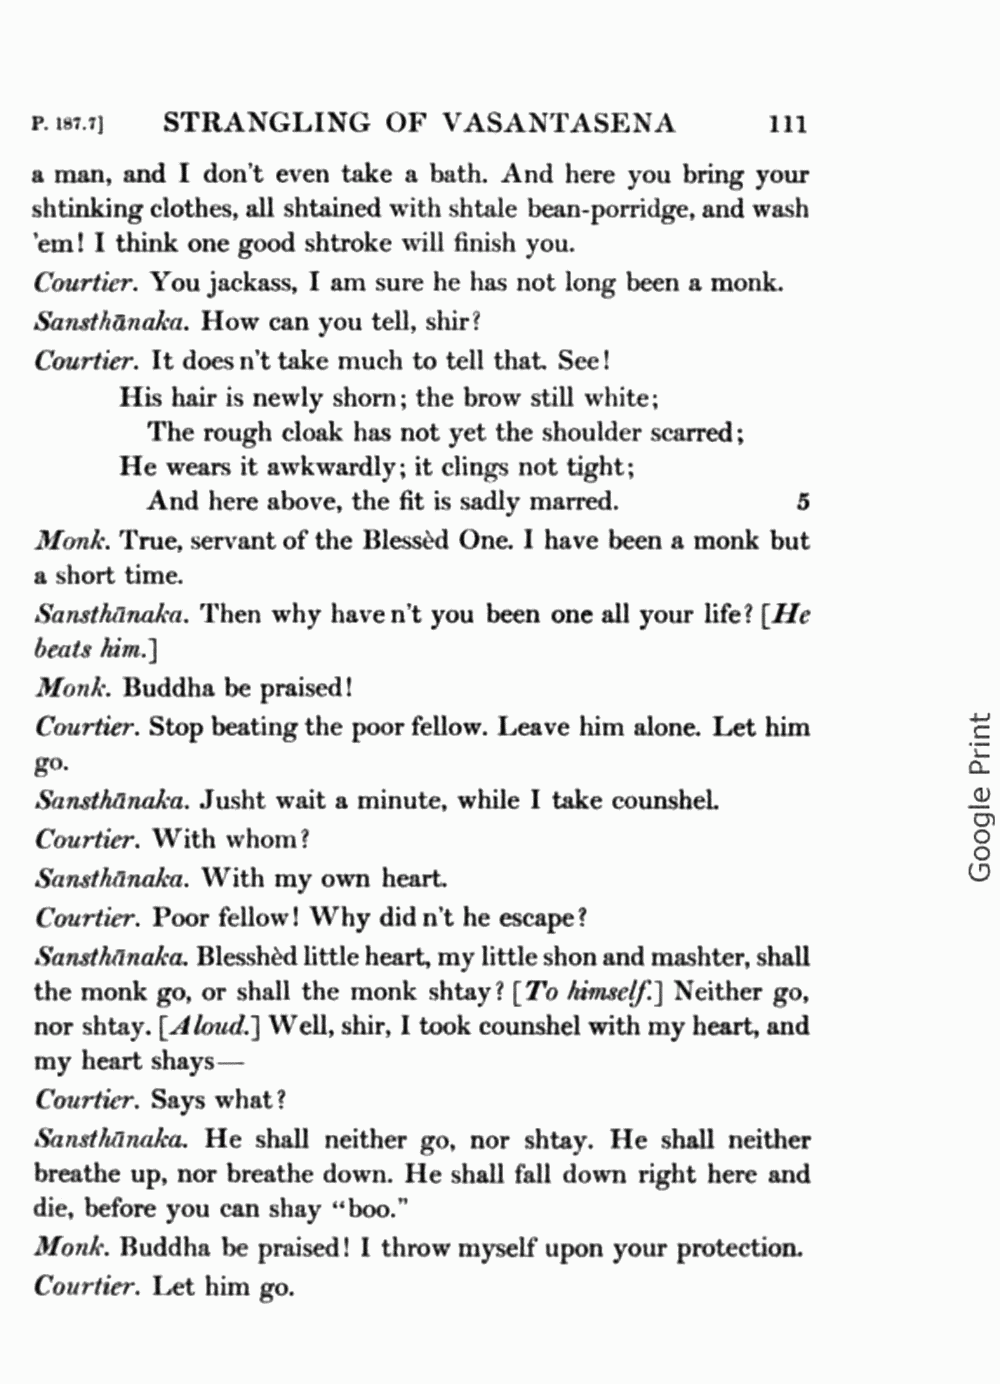 P. 187.7] STRANGLING OF VASANTASENA 111
a man, and I don't even take a bath. And here you bring your
shtinking clothes, all shtained with shtale bean-porridge, and wash
'em! I think one good shtroke will finish you.
Courtier. You jackass, I am sure he has not long been a monk.
Sansthānaka. How can you tell, shir?
Courtier. It does n't take much to tell that. See!
His hair is newly shorn; the brow still white;
The rough cloak has not yet the shoulder scarred;
He wears it awkwardly; it clings not tight;
And here above, the fit is sadly marred. 5
Monk. True, servant of the Blessèd One. I have been a monk but
a short time.
Sansthānaka. Then why have n't you been one all your life? [He
beats him.]
Monk. Buddha be praised!
Courtier. Stop beating the poor fellow. Leave him alone. Let him
go.
Sansthānaka. Jusht wait a minute, while I take counshel.
Courtier. With whom?
Sansthānaka. With my own heart.
Courtier. Poor fellow! Why did n't he escape?
Sansthānaka. Blesshèd little heart, my little shon and mashter, shall
the monk go, or shall the monk shtay? [To himself.] Neither go,
nor shtay. [Aloud.] Well, shir, I took counshel with my heart, and
my heart shays—
Courtier. Says what?
Sansthānaka. He shall neither go, nor shtay. He shall neither
breathe up, nor breathe down. He shall fall down right here and
die, before you can shay "boo."
Monk. Buddha be praised! I throw myself upon your protection.
Courtier. Let him go.
Google Print